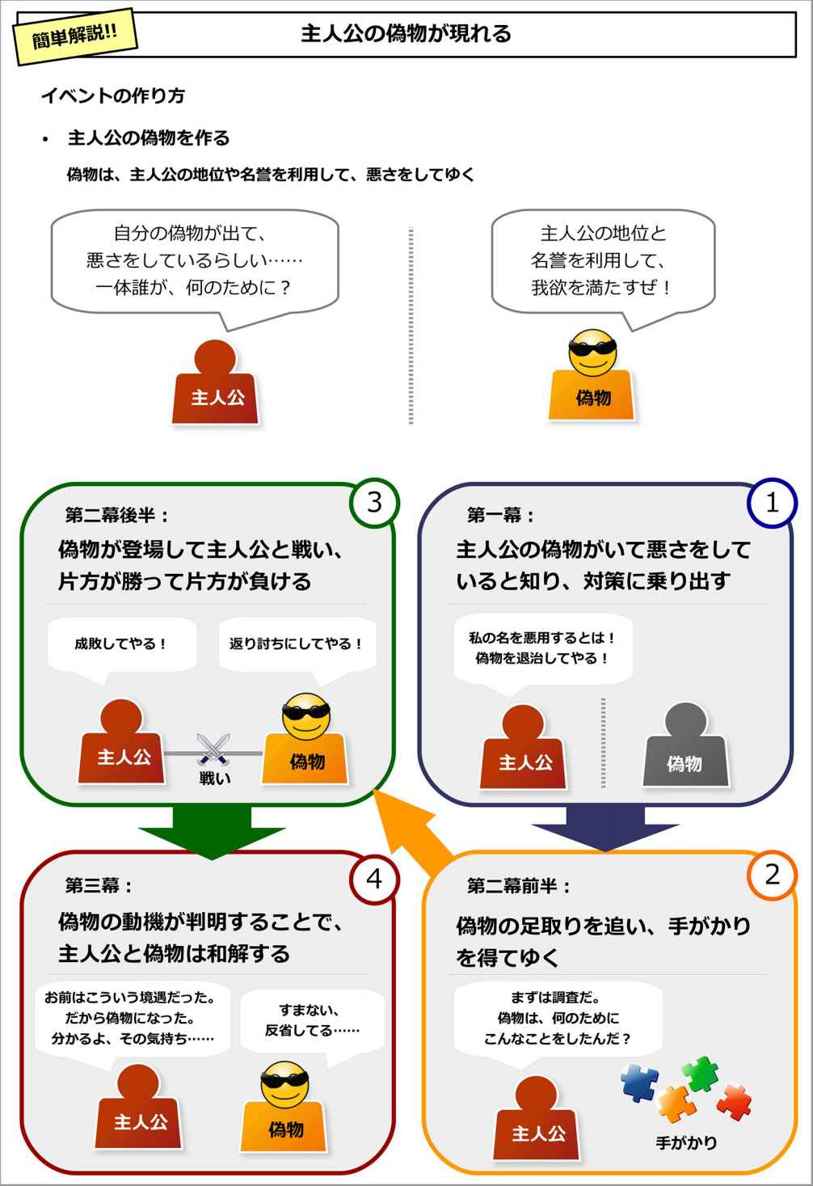 簡単解説!!
主人公の偽物が現れる
イベントの作り方
• 主人公の偽物を作る
偽物は、主人公の地位や名誉を利用して、悪さをしてゆく
自分の偽物が出て、
悪さをしているらしい……
一体誰が、何のために？
主人公
主人公の地位と
名誉を利用して、
我欲を満たすぜ！
偽物
1
第一幕：
主人公の偽物がいて悪さをして
いると知り、対策に乗り出す
私の名を悪用するとは！
偽物を退治してやる！
主人公
偽物
2
第二幕前半：
偽物の足取りを追い、手がかり
を得てゆく
まずは調査だ。
偽物は、何のために
こんなことをしたんだ？
主人公
手がかり
3
第二幕後半：
偽物が登場して主人公と戦い、
片方が勝って片方が負ける
成敗してやる！
返り討ちにしてやる！
主人公
戦い
偽物
4
第三幕：
偽物の動機が判明することで、
主人公と偽物は和解する
お前はこういう境遇だった。
だから偽物になった。
分かるよ、その気持ち……
すまない、
反省してる……
主人公
偽物